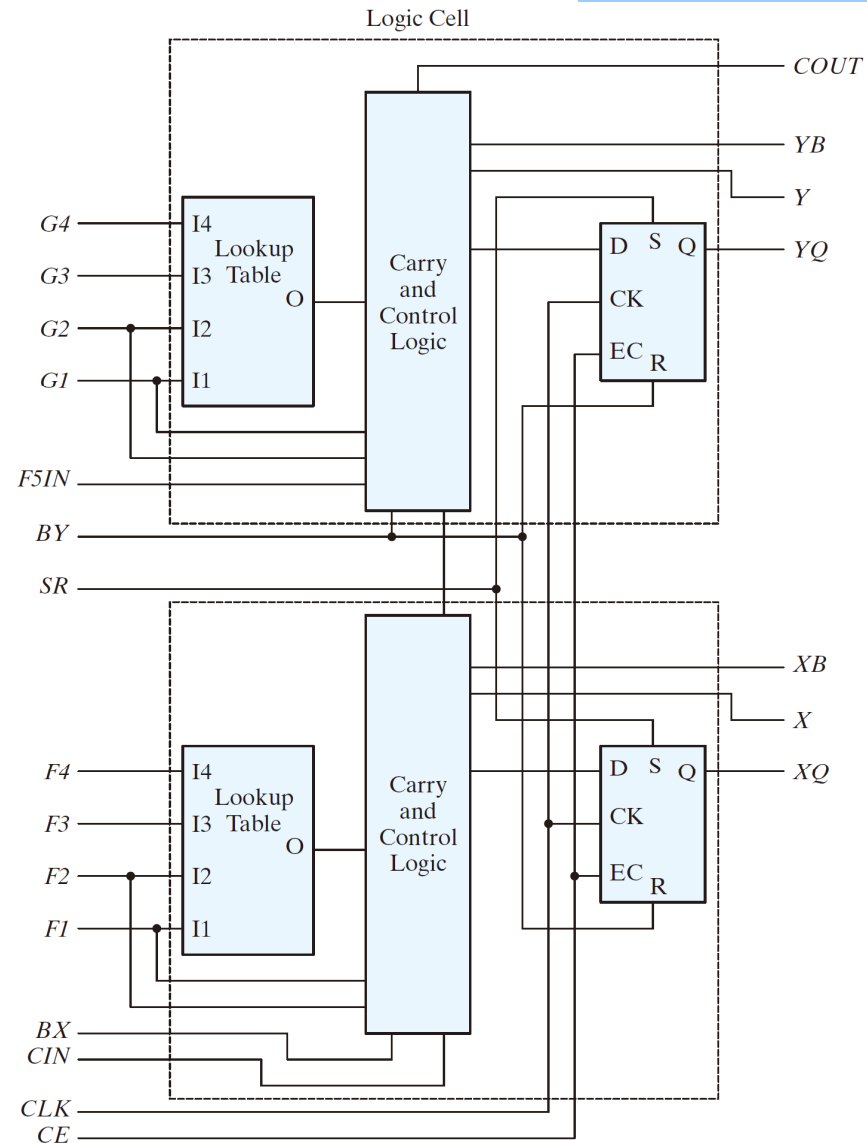 Logic Cell
COUT
YB
Y
G4
I4
Lookup
Table
D
S
Q
YQ
G3
I3
O
Carry
and
Control
Logic
CK
G2
I2
EC
R
G1
I1
F5IN
BY
SR
XB
X
F4
I4
Lookup
Table
D
S
Q
XQ
F3
I3
O
Carry
and
Control
Logic
CK
F2
I2
EC
R
F1
I1
BX
CIN
CLK
CE